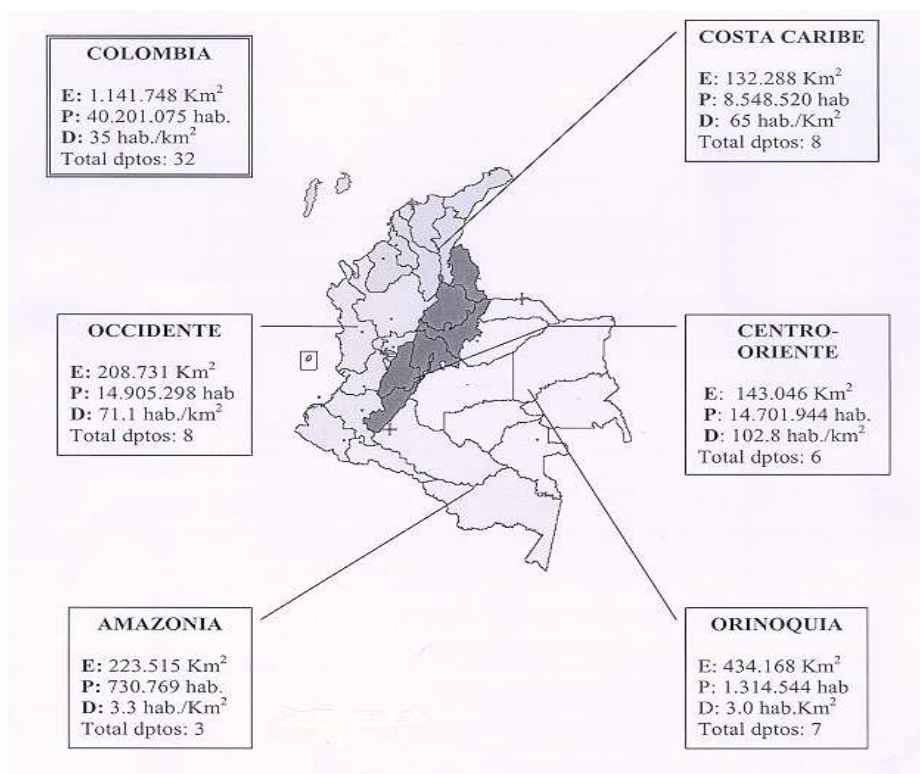 COLOMBIA
E: 1.141.748 Km²
P: 40.201.075 hab.
D: 35 hab./km²
Total dptos: 32
COSTA CARIBE
E: 132.288 Km²
P: 8.548.520 hab
D: 65 hab./Km²
Total dptos: 8
OCCIDENTE
E: 208.731 Km²
P: 14.905.298 hab
D: 71.1 hab./km²
Total dptos: 8
CENTRO-
ORIENTE
E: 143.046 Km²
P: 14.701.944 hab.
D: 102.8 hab./km²
Total dptos: 6
AMAZONIA
E: 223.515 Km²
P: 730.769 hab.
D: 3.3 hab./Km²
Total dptos: 3
ORINOQUIA
E: 434.168 Km²
P: 1.314.544 hab
D: 3.0 hab.Km²
Total dptos: 7